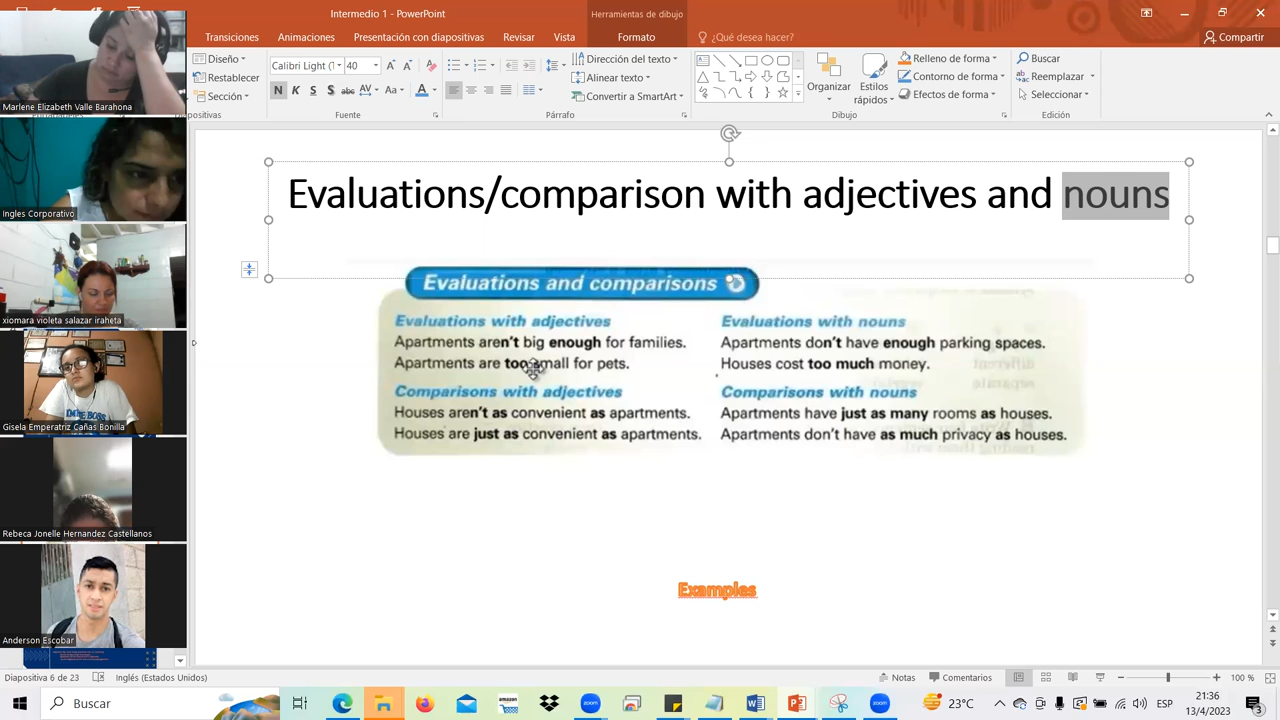 Intermedio 1 - PowerPoint
Herramientas de dibujo
Transiciones Animaciones Presentación con diapositivas Revisar Vista Formato ¿Qué desea hacer? Compartir
Diseño
Restablecer
Sección
Calibri Light (T 40
N K S S abc AV Aa A
Dirección del texto
Alinear texto
Convertir a SmartArt
Organizar
Estilos rápidos
Relleno de forma
Contorno de forma
Efectos de forma
Buscar
Reemplazar
Seleccionar
Fuente Párrafo Dibujo Edición
Marlene Elizabeth Valle Barahona
Ingles Corporativo
xiomara violeta salazar iraheta
Gisela Emperatriz Cañas Bonilla
Rebeca Jonelle Hernandez Castellanos
Anderson Escobar
Evaluations/comparison with adjectives and nouns
Evaluations and comparisons
Evaluations with adjectives
Apartments aren't big enough for families.
Apartments are too small for pets.
Comparisons with adjectives
Houses aren't as convenient as apartments.
Houses are just as convenient as apartments.
Evaluations with nouns
Apartments don't have enough parking spaces.
Houses cost too much money.
Comparisons with nouns
Apartments have just as many rooms as houses.
Apartments don't have as much privacy as houses.
Examples
Diapositiva 6 de 23 Inglés (Estados Unidos) Notas Comentarios 100 %
Buscar
23°C
ESP
21:36
13/4/2023
3